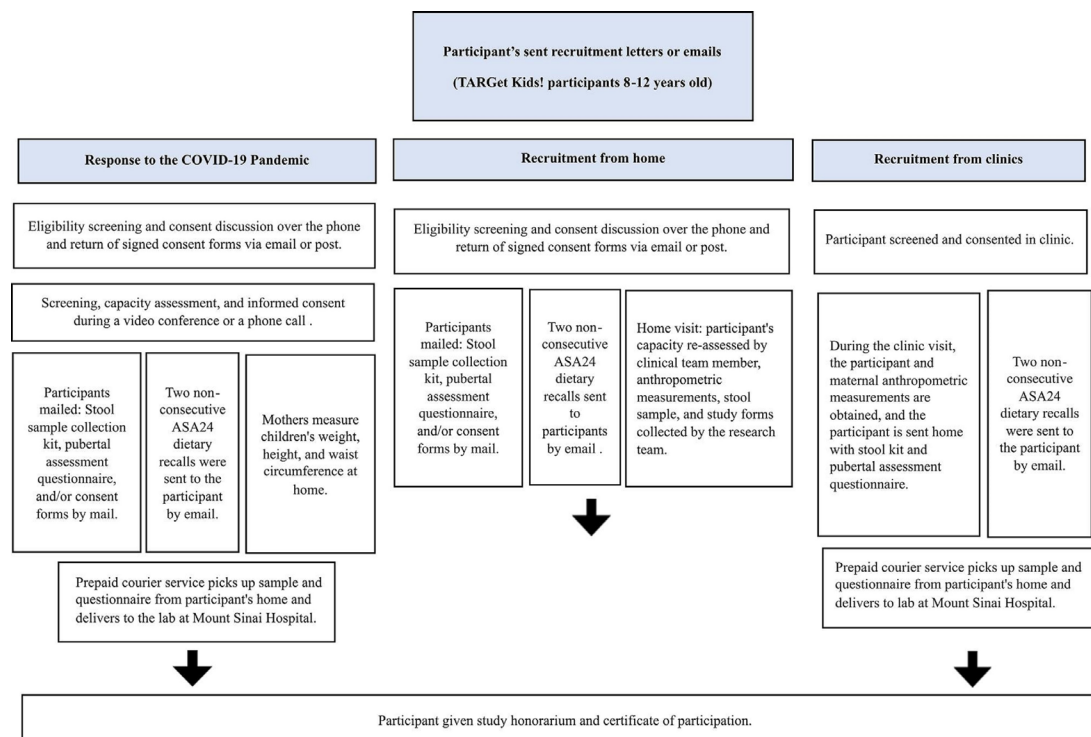 Participant's sent recruitment letters or emails
(TARGet Kids! participants 8-12 years old)
Response to the COVID-19 Pandemic
Eligibility screening and consent discussion over the phone
and return of signed consent forms via email or post.
Screening, capacity assessment, and informed consent
during a video conference or a phone call .
Participants
mailed: Stool
sample collection
kit, pubertal
assessment
questionnaire,
and/or consent
forms by mail.
Two non-
consecutive
ASA24
dietary
recalls were
sent to the
participant
by email.
Mothers measure
children's weight,
height, and waist
circumference at
home.
Prepaid courier service picks up sample and
questionnaire from participant's home and
delivers to the lab at Mount Sinai Hospital.
Recruitment from home
Eligibility screening and consent discussion over the phone and
return of signed consent forms via email or post.
Participants
mailed: Stool
sample collection
kit, pubertal
assessment
questionnaire,
and/or consent
forms by mail.
Two non-
consecutive
ASA24
dietary
recalls sent
to
participants
by email .
Home visit: participant's
capacity re-assessed by
clinical team member,
anthropometric
measurements, stool
sample, and study forms
collected by the research
team.
Recruitment from clinics
Participant screened and consented in clinic.
During the clinic visit,
the participant and
maternal anthropometric
measurements are
obtained, and the
participant is sent home
with stool kit and
pubertal assessment
questionnaire.
Two non-
consecutive
ASA24 dietary
recalls were sent
to the participant
by email.
Prepaid courier service picks up sample and
questionnaire from participant's home and
delivers to lab at Mount Sinai Hospital.
Participant given study honorarium and certificate of participation.